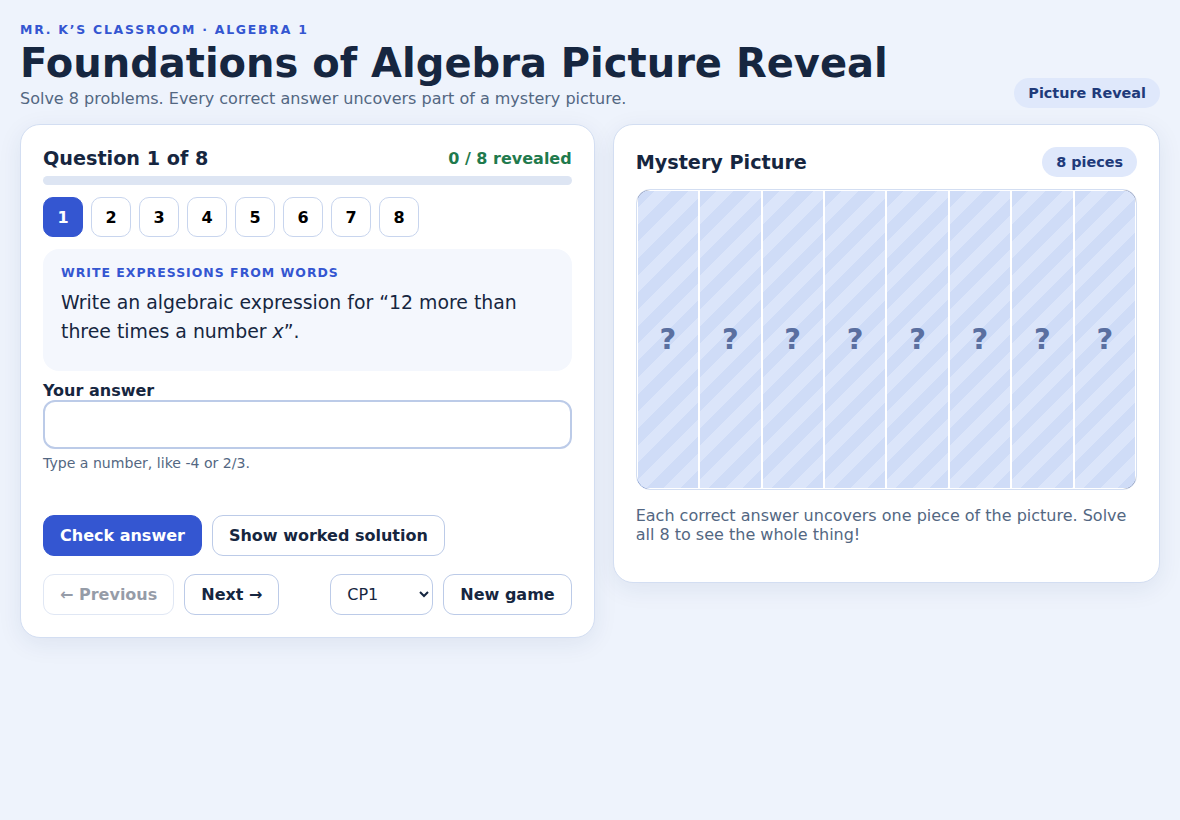 MR. K’S CLASSROOM · ALGEBRA 1
Foundations of Algebra Picture Reveal
Solve 8 problems. Every correct answer uncovers part of a mystery picture.
Picture Reveal
Question 1 of 8
0 / 8 revealed
1 2 3 4 5 6 7 8
WRITE EXPRESSIONS FROM WORDS
Write an algebraic expression for “12 more than
three times a number x”.
Your answer
Type a number, like -4 or 2/3.
Check answer
Show worked solution
← Previous
Next →
CP1
New game
Mystery Picture
8 pieces
? ? ? ? ? ? ? ?
Each correct answer uncovers one piece of the picture. Solve
all 8 to see the whole thing!